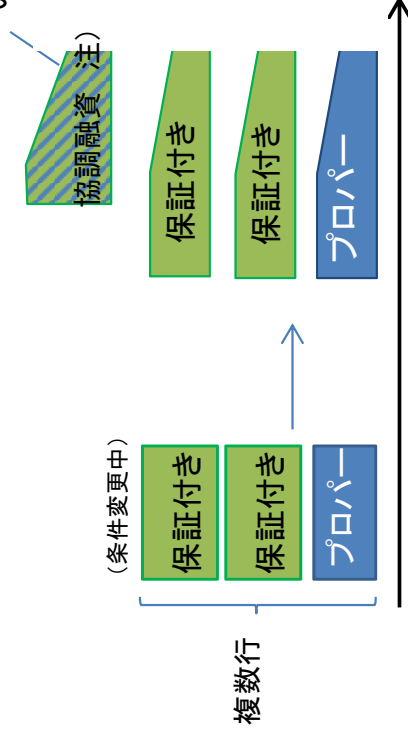 協調融資 注）
（条件変更中）
保証付き
保証付き
保証付き
保証付き
プロパー
プロパー
複数行